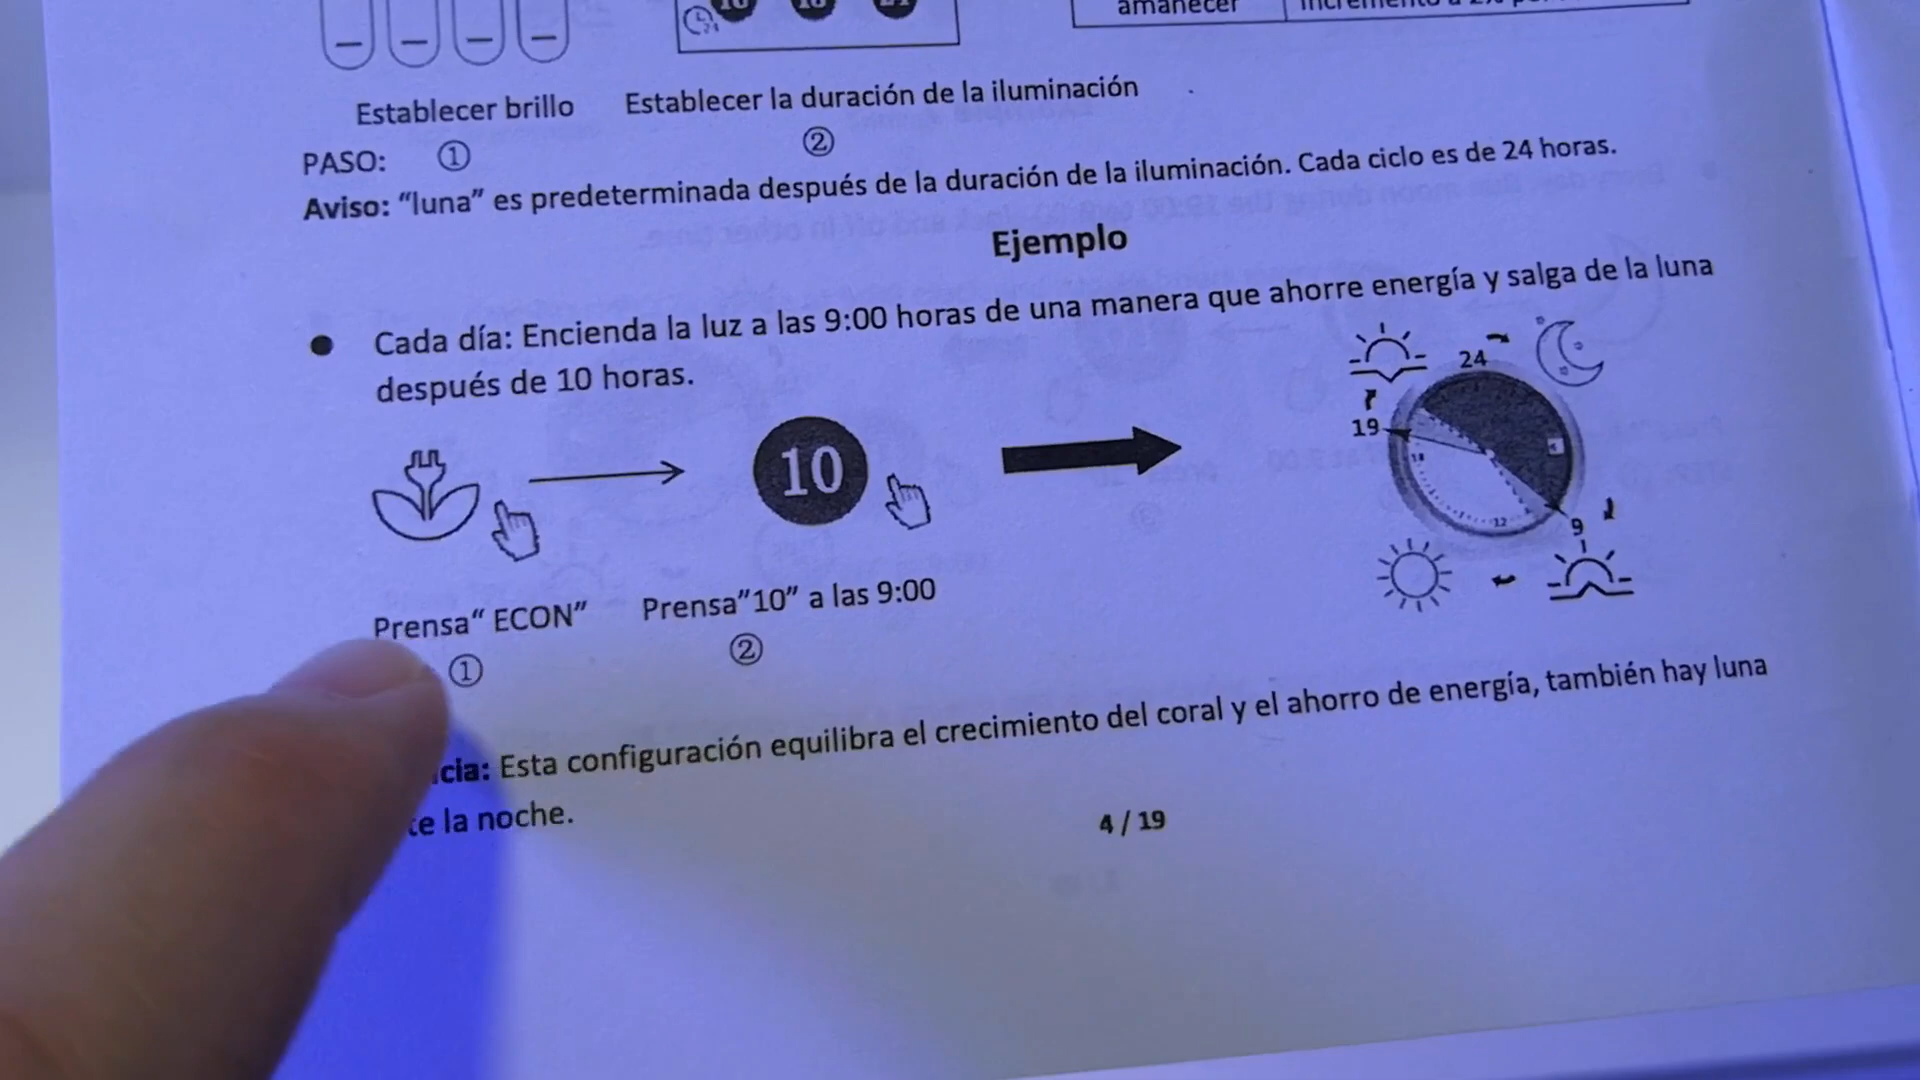 amanecer
Establecer brillo Establecer la duración de la iluminación
PASO: ① ②
Aviso: “luna” es predeterminada después de la duración de la iluminación. Cada ciclo es de 24 horas.
Ejemplo
● Cada día: Encienda la luz a las 9:00 horas de una manera que ahorre energía y salga de la luna
después de 10 horas.
10
24
19
9
12
Prensa“ ECON” Prensa”10” a las 9:00
① ②
cia: Esta configuración equilibra el crecimiento del coral y el ahorro de energía, también hay luna
te la noche.
4 / 19